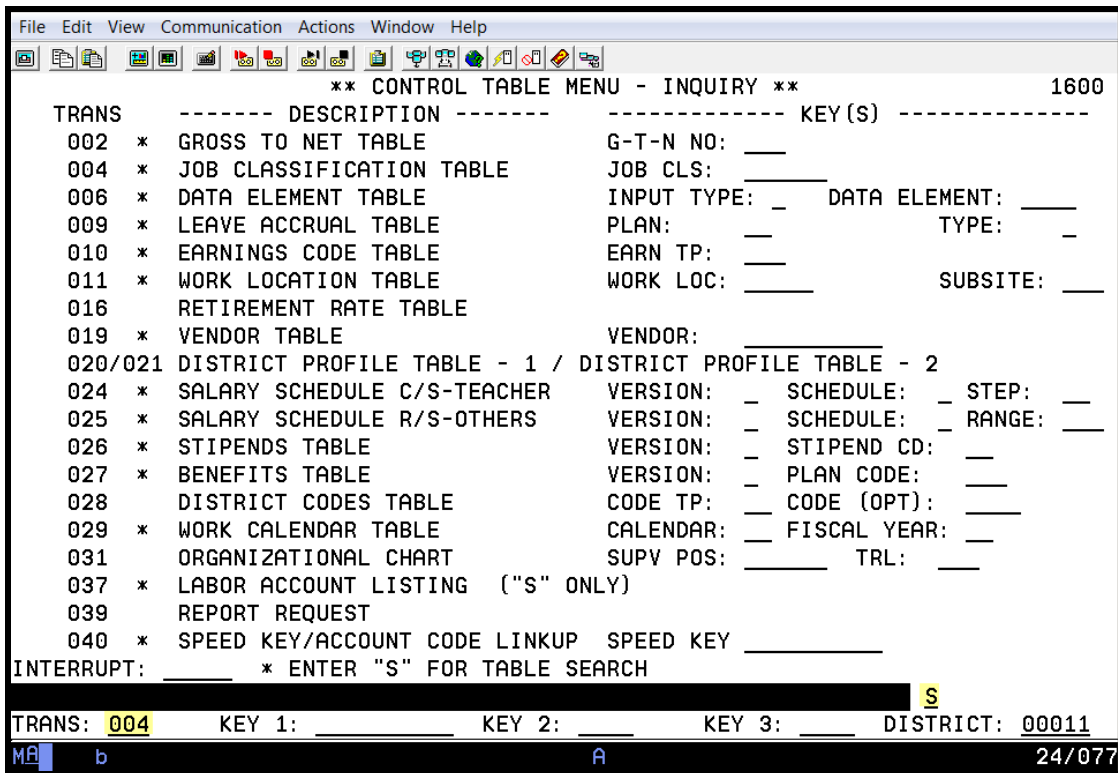 File Edit View Communication Actions Window Help
** CONTROL TABLE MENU - INQUIRY ** 1600
TRANS ------- DESCRIPTION ------- ------------- KEY(S) --------------
002 * GROSS TO NET TABLE G-T-N NO: ___
004 * JOB CLASSIFICATION TABLE JOB CLS: ______
006 * DATA ELEMENT TABLE INPUT TYPE: _ DATA ELEMENT: ____
009 * LEAVE ACCRUAL TABLE PLAN: __ TYPE: _
010 * EARNINGS CODE TABLE EARN TP: ___
011 * WORK LOCATION TABLE WORK LOC: _____ SUBSITE: ___
016 RETIREMENT RATE TABLE
019 * VENDOR TABLE VENDOR: __________
020/021 DISTRICT PROFILE TABLE - 1 / DISTRICT PROFILE TABLE - 2
024 * SALARY SCHEDULE C/S-TEACHER VERSION: _ SCHEDULE: _ STEP: __
025 * SALARY SCHEDULE R/S-OTHERS VERSION: _ SCHEDULE: _ RANGE: ___
026 * STIPENDS TABLE VERSION: _ STIPEND CD: __
027 * BENEFITS TABLE VERSION: _ PLAN CODE: ___
028 DISTRICT CODES TABLE CODE TP: __ CODE (OPT): ____
029 * WORK CALENDAR TABLE CALENDAR: __ FISCAL YEAR: __
031 ORGANIZATIONAL CHART SUPV POS: ______ TRL: ___
037 * LABOR ACCOUNT LISTING ("S" ONLY)
039 REPORT REQUEST
040 * SPEED KEY/ACCOUNT CODE LINKUP SPEED KEY __________
INTERRUPT: _____ * ENTER "S" FOR TABLE SEARCH
S
TRANS: 004 KEY 1: __________ KEY 2: ____ KEY 3: ____ DISTRICT: 00011
MA b A 24/077